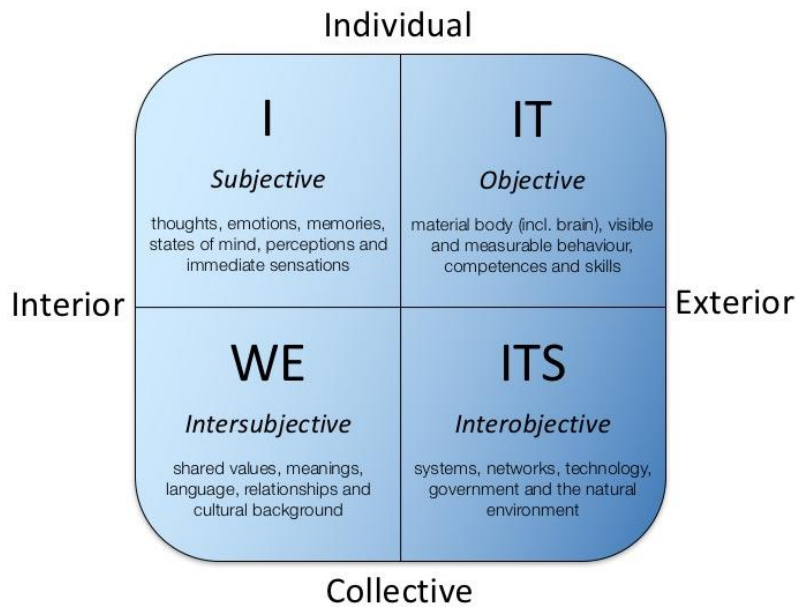 Individual
I
Subjective
thoughts, emotions, memories,
states of mind, perceptions and
immediate sensations
IT
Objective
material body (incl. brain), visible
and measurable behaviour,
competences and skills
Interior
Exterior
WE
Intersubjective
shared values, meanings,
language, relationships and
cultural background
ITS
Interobjective
systems, networks, technology,
government and the natural
environment
Collective